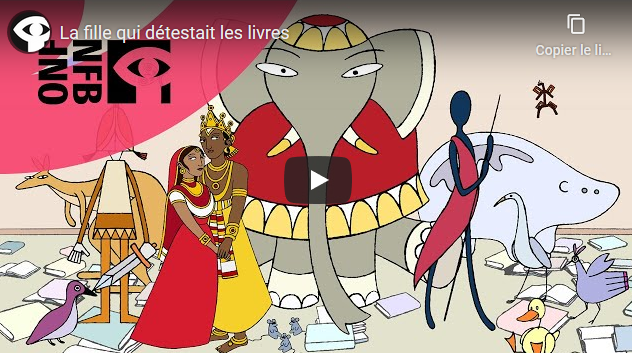 La fille qui détestait les livres
Copier le li...
ONF
NFB